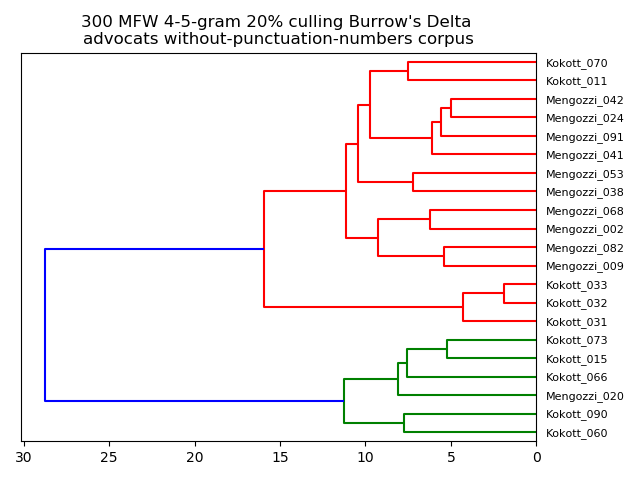 300 MFW 4-5-gram 20% culling Burrow's Delta
advocats without-punctuation-numbers corpus
Kokott_070
Kokott_011
Mengozzi_042
Mengozzi_024
Mengozzi_091
Mengozzi_041
Mengozzi_053
Mengozzi_038
Mengozzi_068
Mengozzi_002
Mengozzi_082
Mengozzi_009
Kokott_033
Kokott_032
Kokott_031
Kokott_073
Kokott_015
Kokott_066
Mengozzi_020
Kokott_090
Kokott_060
30 25 20 15 10 5 0